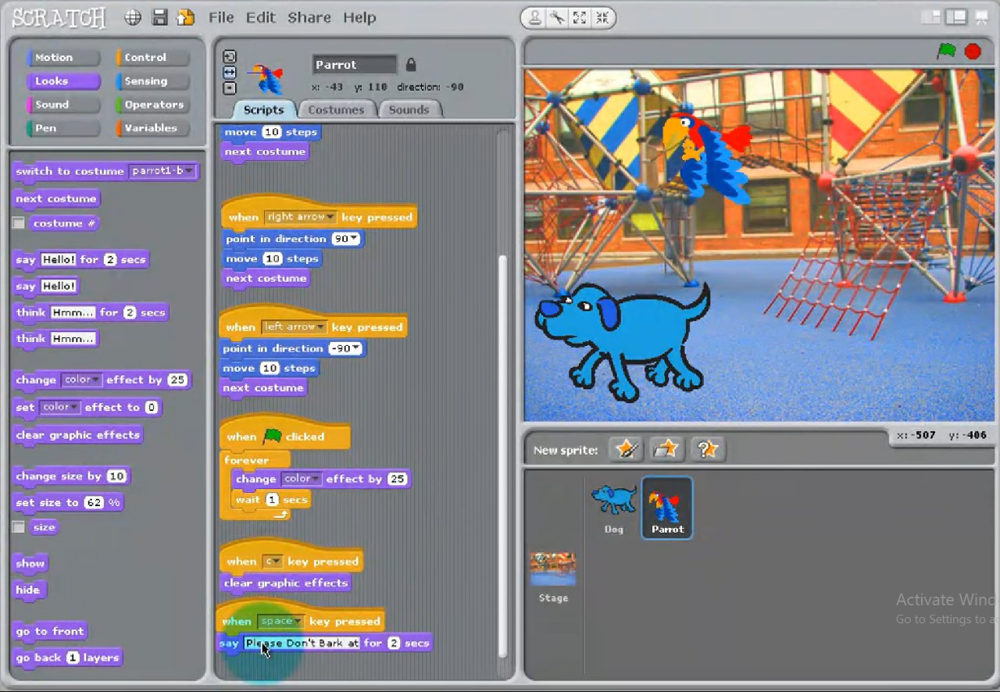 SCRATCH File Edit Share Help
Motion Control
Looks Sensing
Sound Operators
Pen Variables
switch to costume parrot1-b
next costume
costume #
say Hello! for 2 secs
say Hello!
think Hmm... for 2 secs
think Hmm...
change color effect by 25
set color effect to 0
clear graphic effects
change size by 10
set size to 62 %
size
show
hide
go to front
go back 1 layers
Parrot
x: -43 y: 110 direction: -90
Scripts Costumes Sounds
move 10 steps
next costume
when right arrow key pressed
point in direction 90
move 10 steps
next costume
when left arrow key pressed
point in direction -90
move 10 steps
next costume
when clicked
forever
change color effect by 25
wait 1 secs
when c key pressed
clear graphic effects
when space key pressed
say Please Don't Bark at for 2 secs
x: -507 y: -406
New sprite:
Dog
Parrot
Stage
Activate Wind
Go to Settings to a